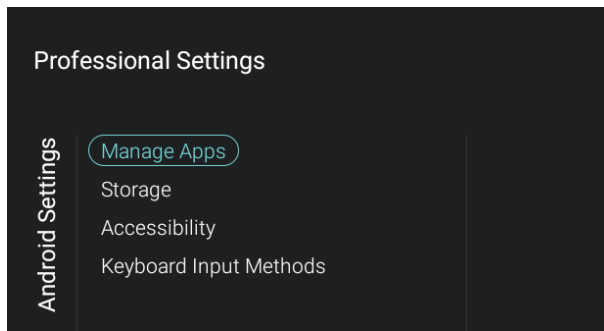 Professional Settings
Android Settings
Manage Apps
Storage
Accessibility
Keyboard Input Methods